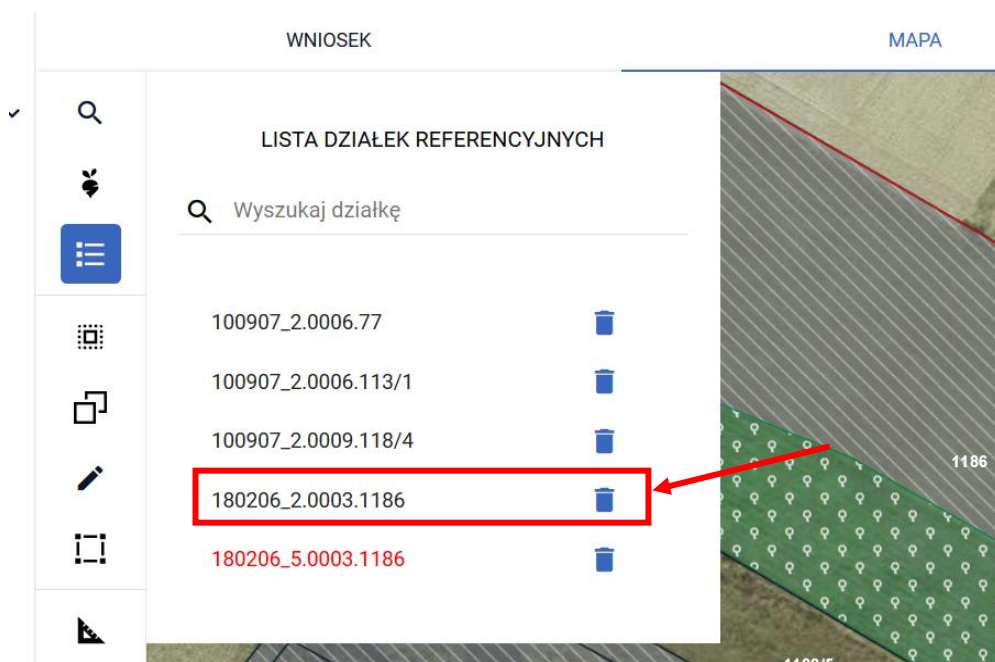 WNIOSEK
MAPA
LISTA DZIAŁEK REFERENCYJNYCH
Wyszukaj działkę
100907_2.0006.77
100907_2.0006.113/1
100907_2.0009.118/4
1186
180206_2.0003.1186
180206_5.0003.1186